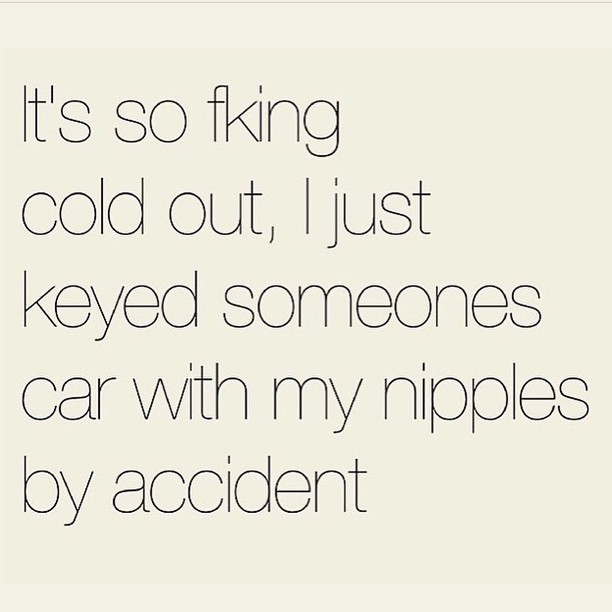 It's so fking
cold out, I just
keyed someones
car with my nipples
by accident